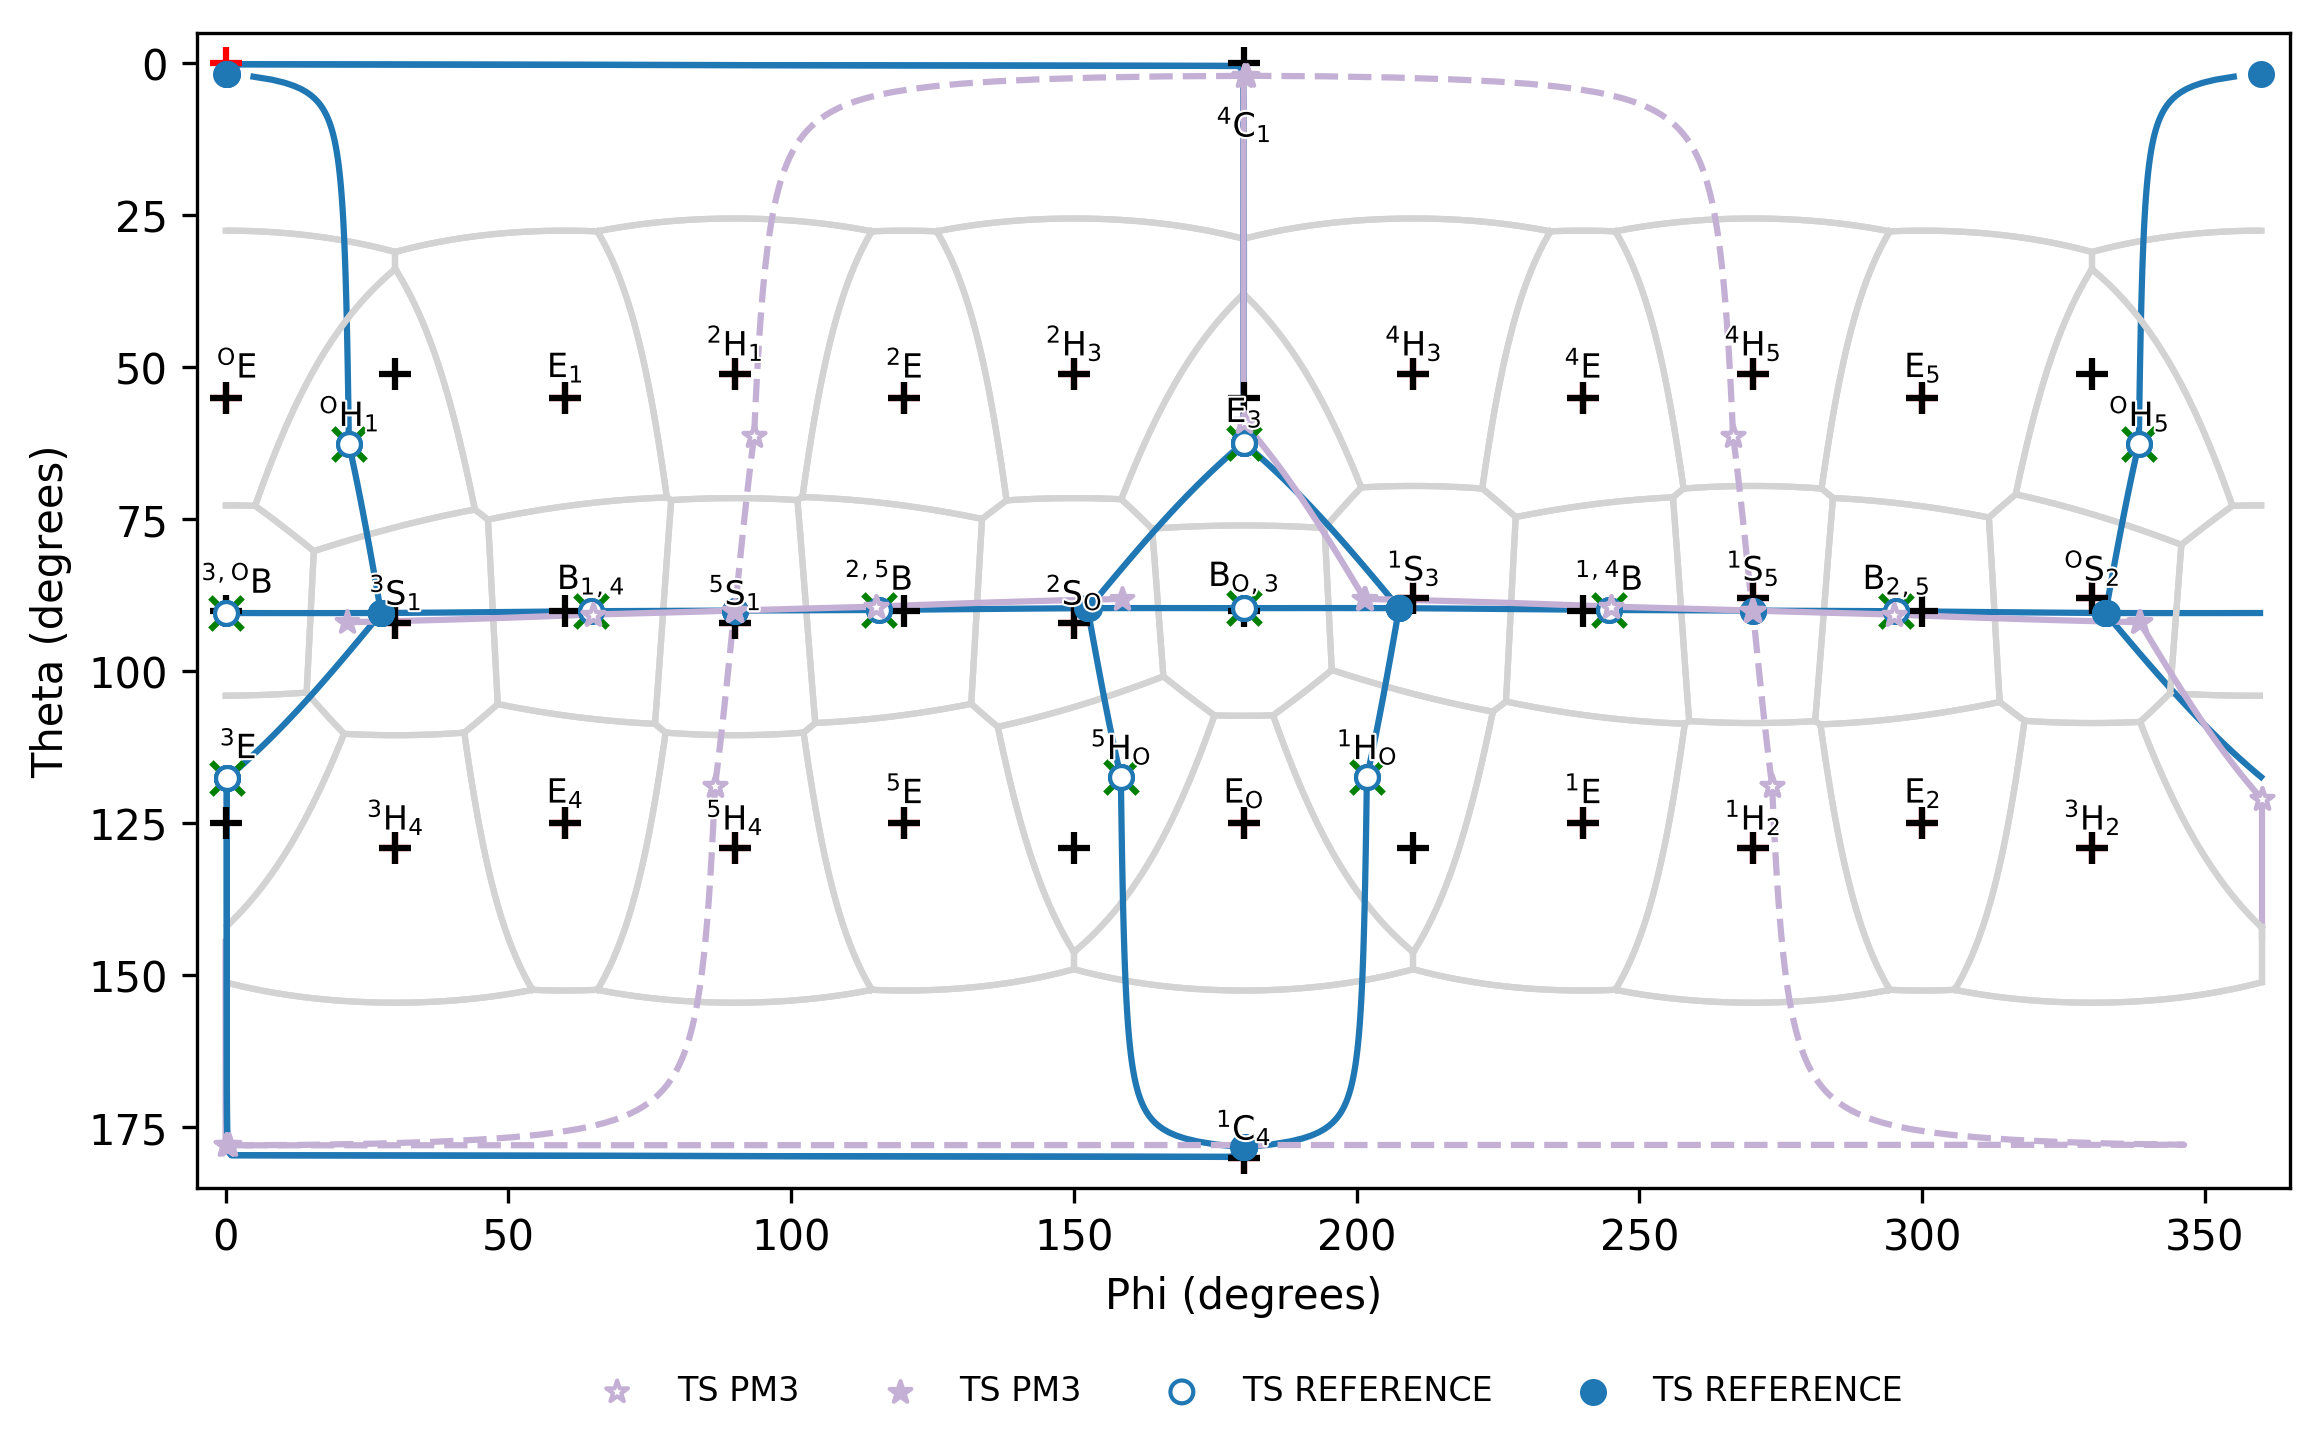 0
25
50
75
100
125
150
175
Theta (degrees)
⁴C₁
²H₁ ²H₃ ⁴H₃ ⁴H₅
ᴼE E₁ ²E ⁴E E₅
ᴼH₁ E₃ ᴼH₅
³,ᴼB ³S₁ B₁,₄ ⁵S₁ ²,⁵B ²Sₒ Bₒ,₃ ¹S₃ ¹,⁴B ¹S₅ B₂,₅ ᴼS₂
³E ⁵Hₒ ¹Hₒ
³H₄ E₄ ⁵H₄ ⁵E Eₒ ¹E ¹H₂ E₂ ³H₂
¹C₄
0 50 100 150 200 250 300 350
Phi (degrees)
TS PM3 TS PM3 TS REFERENCE TS REFERENCE